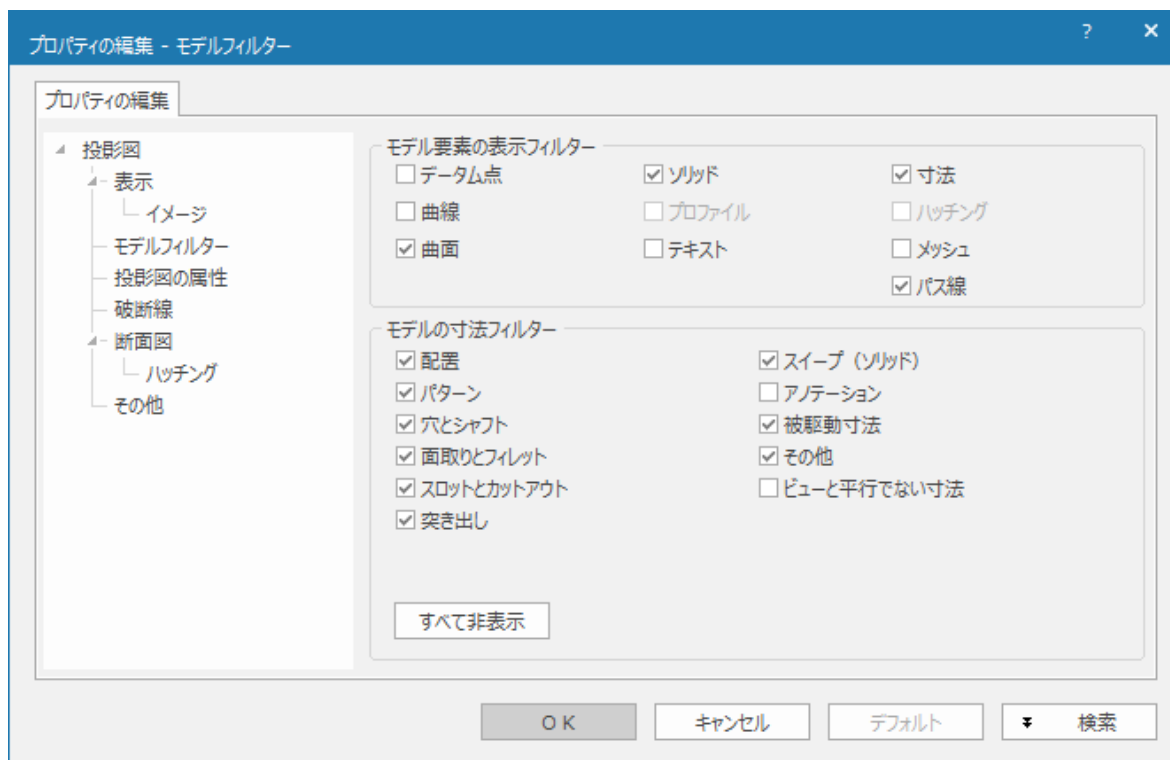 プロパティの編集 - モデルフィルター
?
×
プロパティの編集
投影図
表示
イメージ
モデルフィルター
投影図の属性
破断線
断面図
ハッチング
その他
モデル要素の表示フィルター
データム点 ソリッド 寸法
曲線 プロファイル ハッチング
曲面 テキスト メッシュ
パス線
モデルの寸法フィルター
配置 スイープ（ソリッド）
パターン アノテーション
穴とシャフト 被駆動寸法
面取りとフィレット その他
スロットとカットアウト ビューと平行でない寸法
突き出し
すべて非表示
OK キャンセル デフォルト 検索